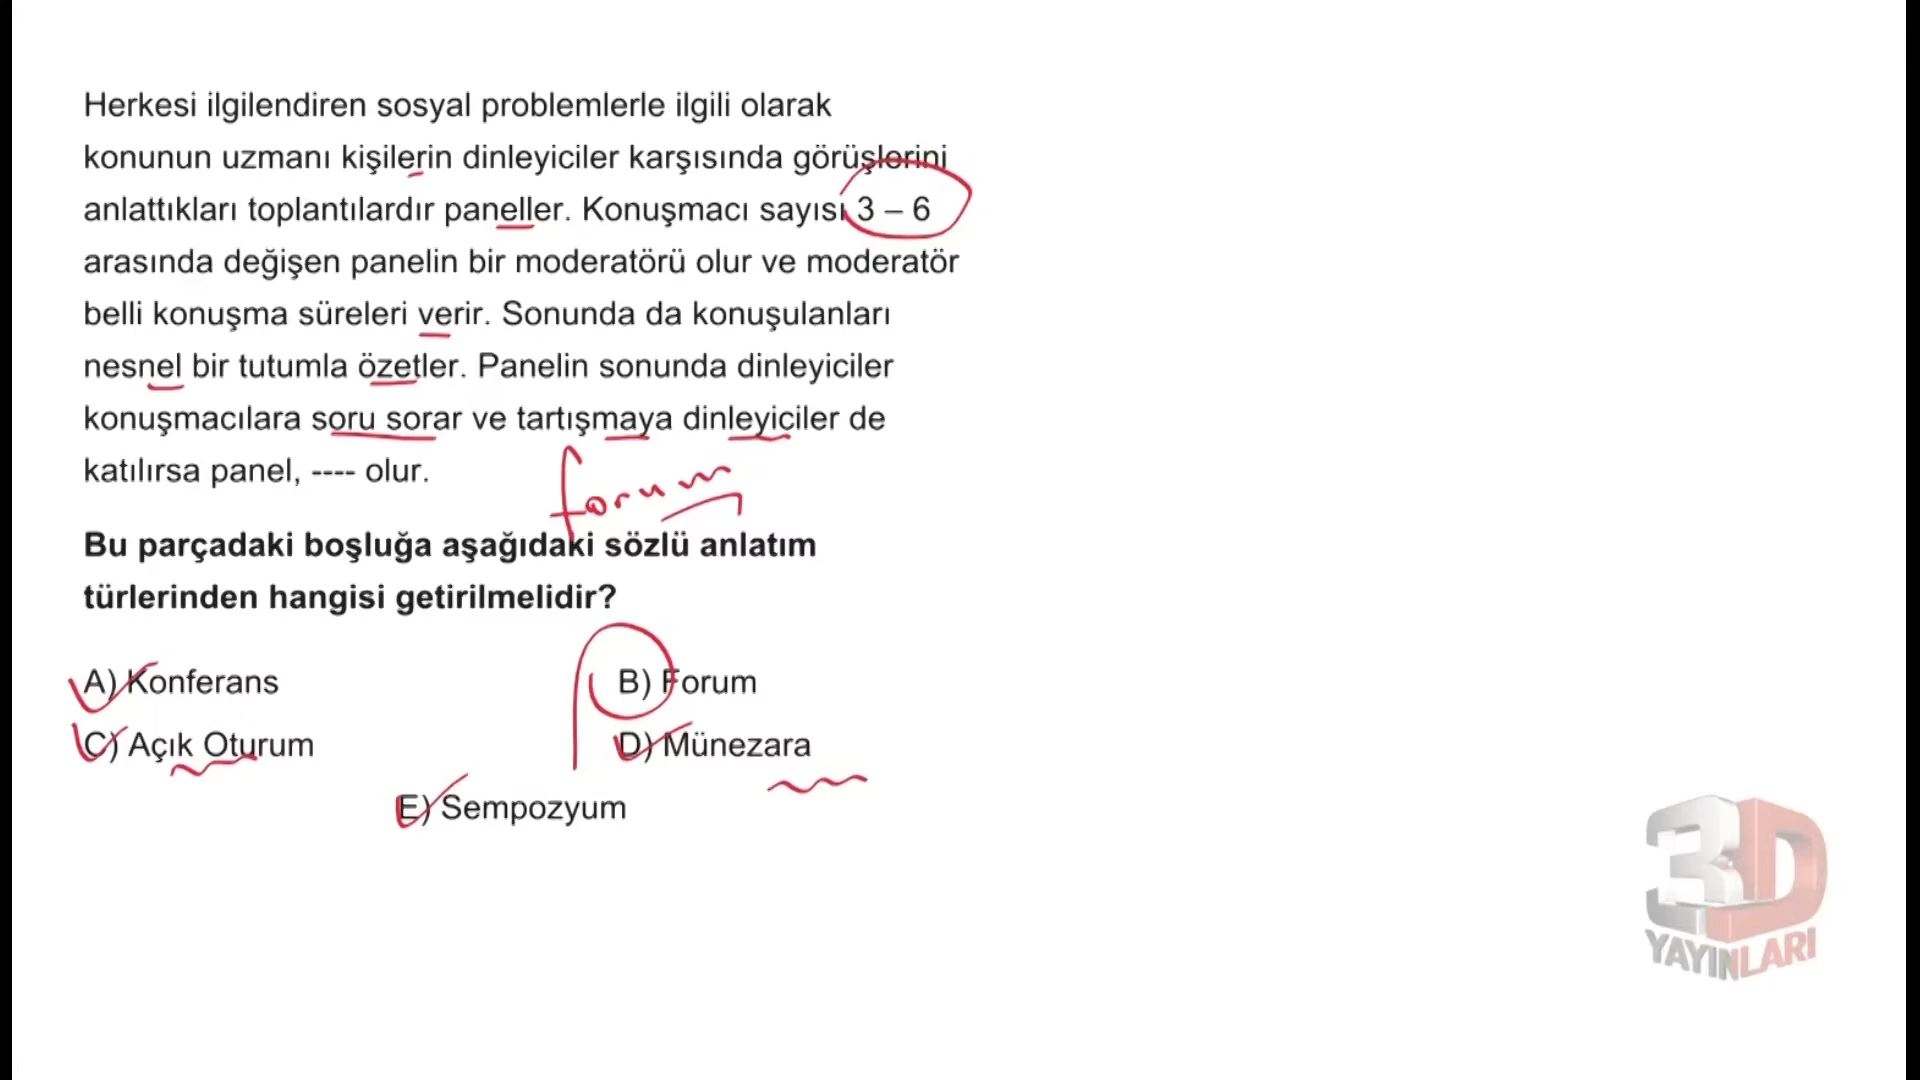 Herkesi ilgilendiren sosyal problemlerle ilgili olarak
konunun uzmanı kişilerin dinleyiciler karşısında görüşlerini
anlattıkları toplantılardır paneller. Konuşmacı sayısı 3 – 6
arasında değişen panelin bir moderatörü olur ve moderatör
belli konuşma süreleri verir. Sonunda da konuşulanları
nesnel bir tutumla özetler. Panelin sonunda dinleyiciler
konuşmacılara soru sorar ve tartışmaya dinleyiciler de
katılırsa panel, ---- olur.
forum
Bu parçadaki boşluğa aşağıdaki sözlü anlatım
türlerinden hangisi getirilmelidir?
A) Konferans
B) Forum
C) Açık Oturum
D) Münezara
E) Sempozyum
3D
YAYINLARI